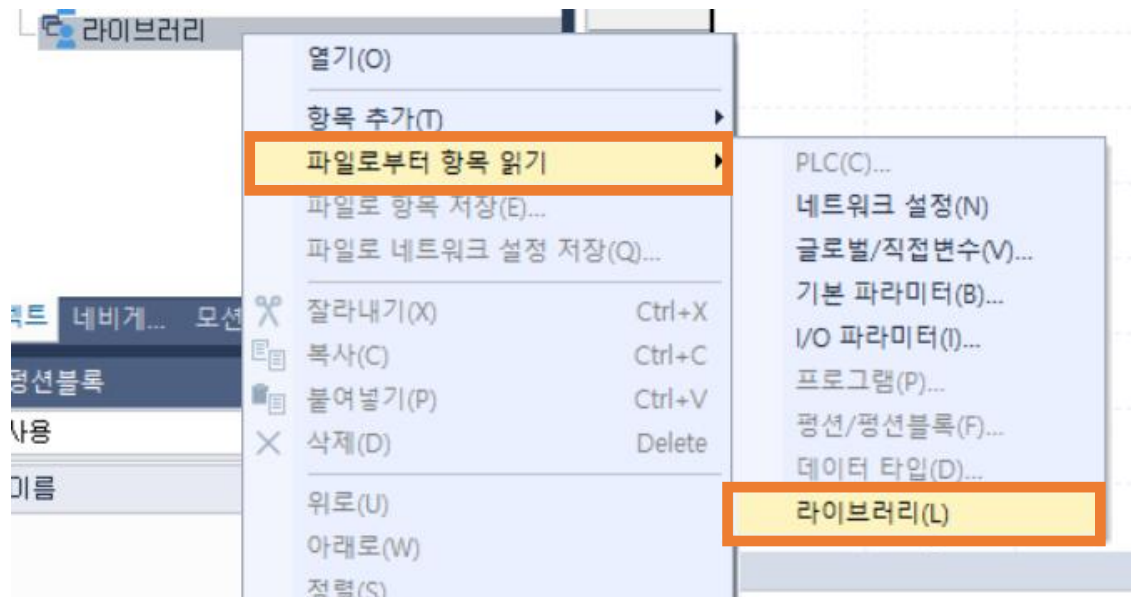 라이브러리
열기(O)
항목 추가(T)
파일로부터 항목 읽기
파일로 항목 저장(E)...
파일로 네트워크 설정 저장(Q)...
잘라내기(X) Ctrl+X
복사(C) Ctrl+C
붙여넣기(P) Ctrl+V
삭제(D) Delete
위로(U)
아래로(W)
정렬(S)
PLC(C)...
네트워크 설정(N)
글로벌/직접변수(V)...
기본 파라미터(B)...
I/O 파라미터(I)...
프로그램(P)...
펑션/펑션블록(F)...
데이터 타입(D)...
라이브러리(L)
네비게... 모션
펑션블록
사용
이름